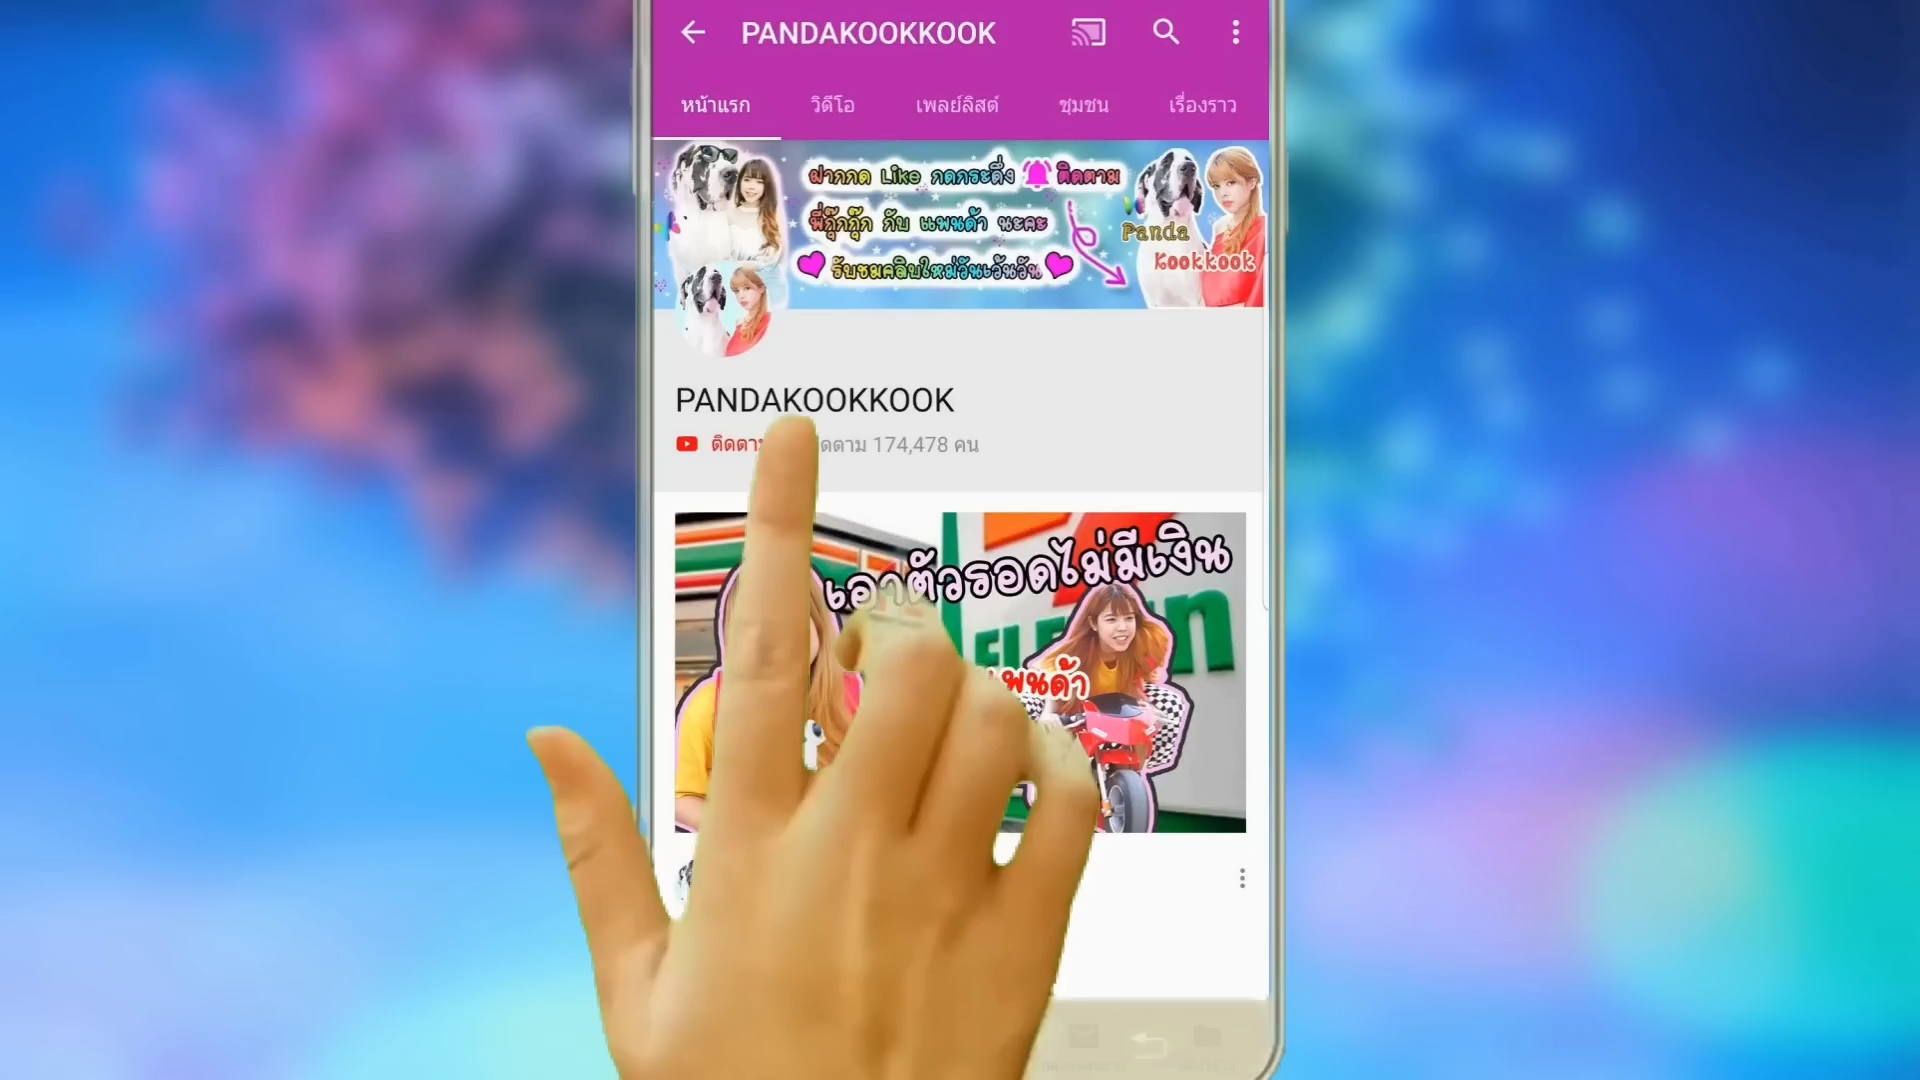 PANDAKOOKKOOK
หน้าแรก วิดีโอ เพลย์ลิสต์ ชุมชน เรื่องราว
ฝากกด Like กดกระดิ่ง ติดตาม
พี่กุ๊กกุ๊ก กับ แพนด้า นะคะ
รับชมคลิปใหม่วันเว้นวัน
Panda
kookkook
PANDAKOOKKOOK
174,478 คน
เอาตัวรอดไม่มีเงิน
แพนด้า